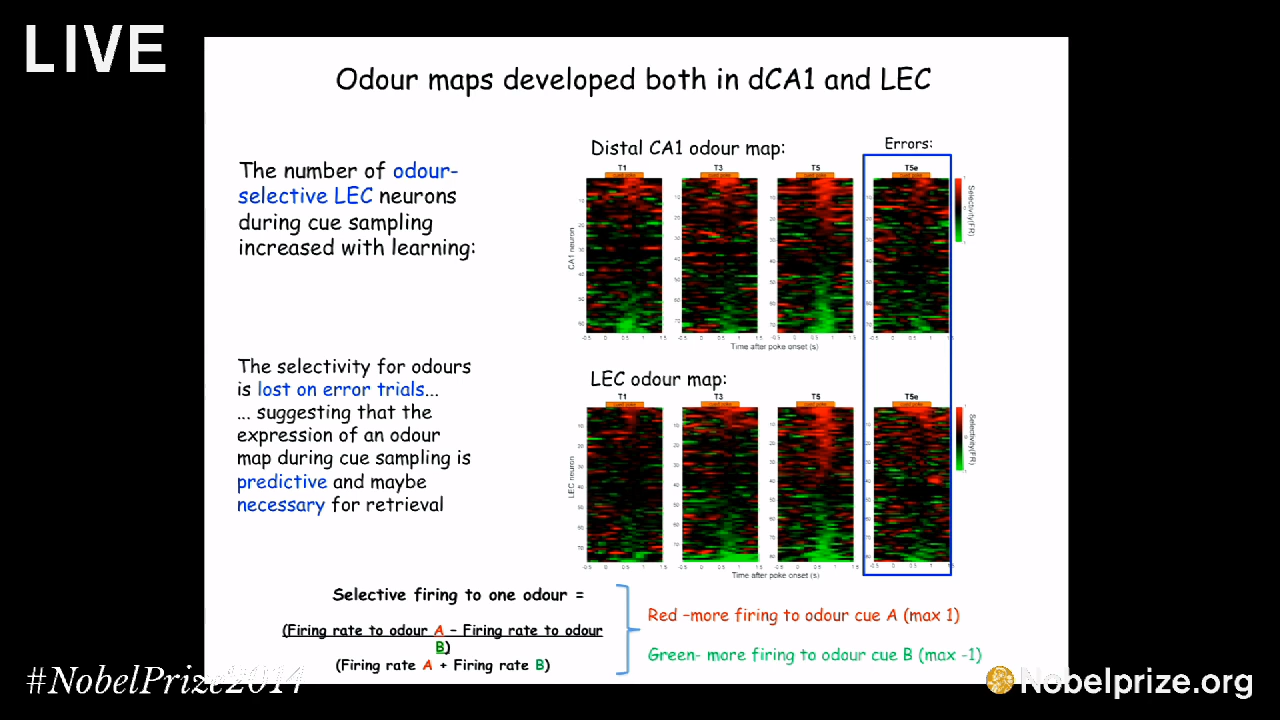 LIVE
Odour maps developed both in dCA1 and LEC
The number of odour-
selective LEC neurons
during cue sampling
increased with learning:
The selectivity for odours
is lost on error trials...
... suggesting that the
expression of an odour
map during cue sampling is
predictive and maybe
necessary for retrieval
Distal CA1 odour map:
Errors:
T1 T3 T5 T5e
CA1 neuron
Selectivity(FR)
Time after poke onset (s)
LEC odour map:
T1 T3 T5 T5e
LEC neuron
Selectivity(FR)
Time after poke onset (s)
Selective firing to one odour =
(Firing rate to odour A – Firing rate to odour
B)
(Firing rate A + Firing rate B)
Red –more firing to odour cue A (max 1)
Green- more firing to odour cue B (max -1)
#NobelPrize2014
Nobelprize.org